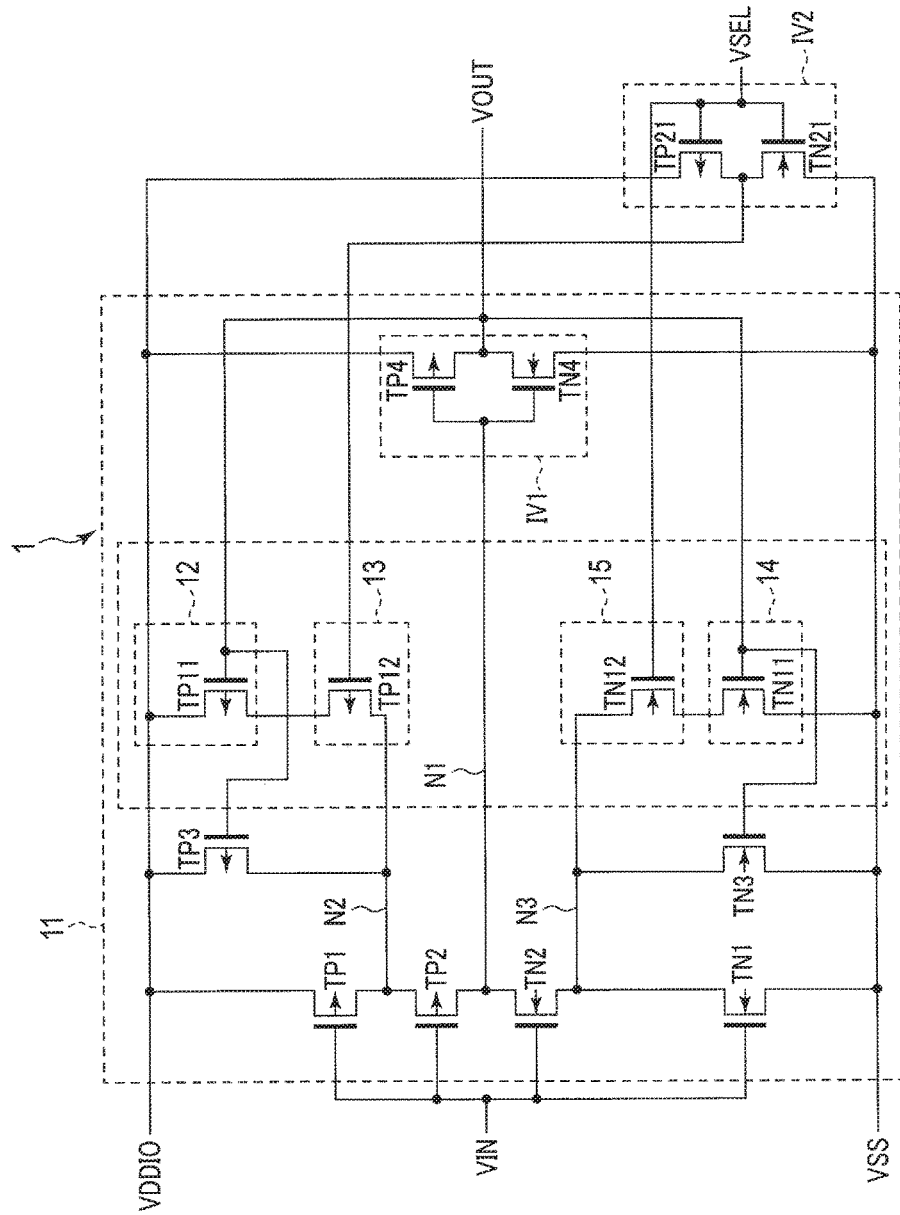 1
11
VDDIO
VIN
VSS
TP1
TP2
TN2
TN1
N2
N3
TP3
TN3
12
TP11
13
TP12
15
TN12
14
TN11
N1
IV1
TP4
TN4
VOUT
TP21
TN21
VSEL
IV2